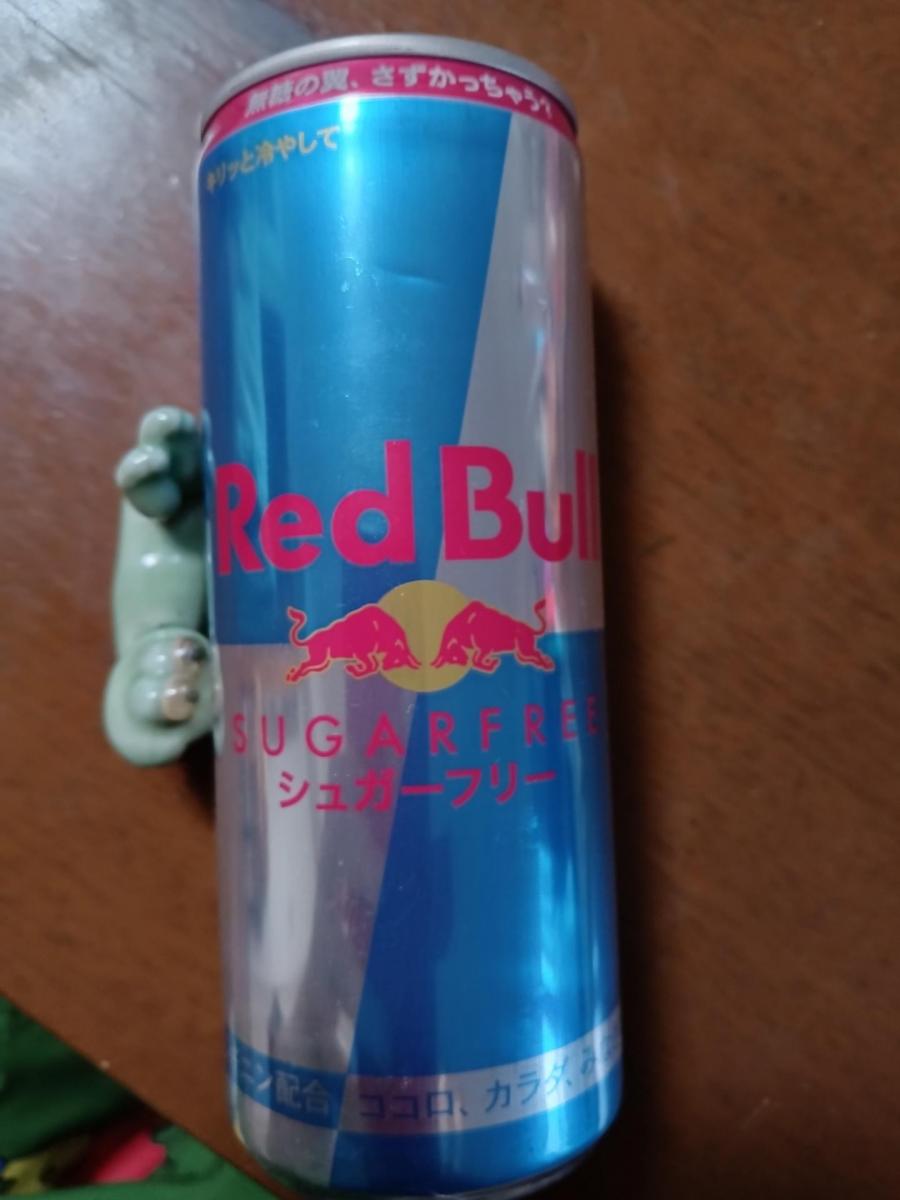 無糖の翼、さずかっちゃう?
キリッと冷やして
Red Bull
SUGARFREE
シュガーフリー
配合 ココロ、カラダ、